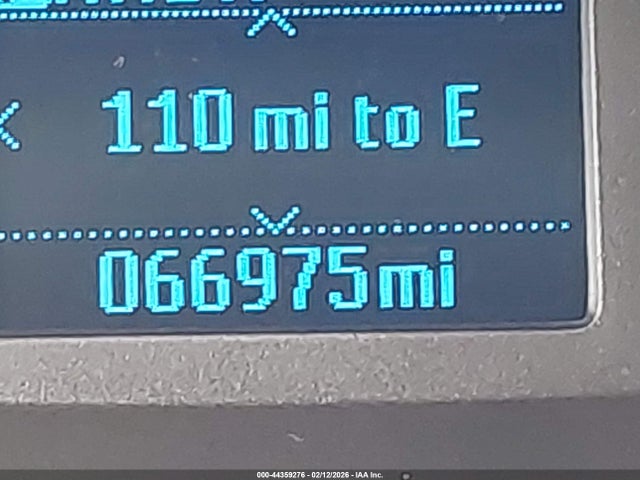 110 mi to E
066975mi
000-44359276 - 02/12/2026 - IAA Inc.